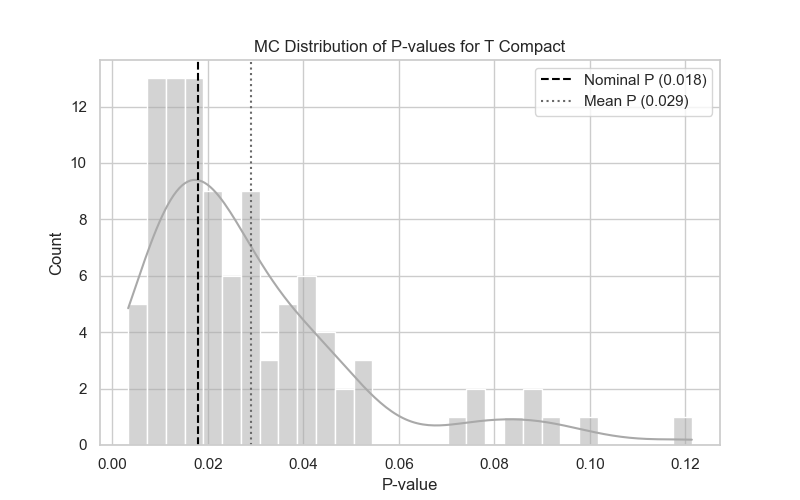 MC Distribution of P-values for T Compact
Nominal P (0.018)
Mean P (0.029)
Count
12
10
8
6
4
2
0
0.00 0.02 0.04 0.06 0.08 0.10 0.12
P-value